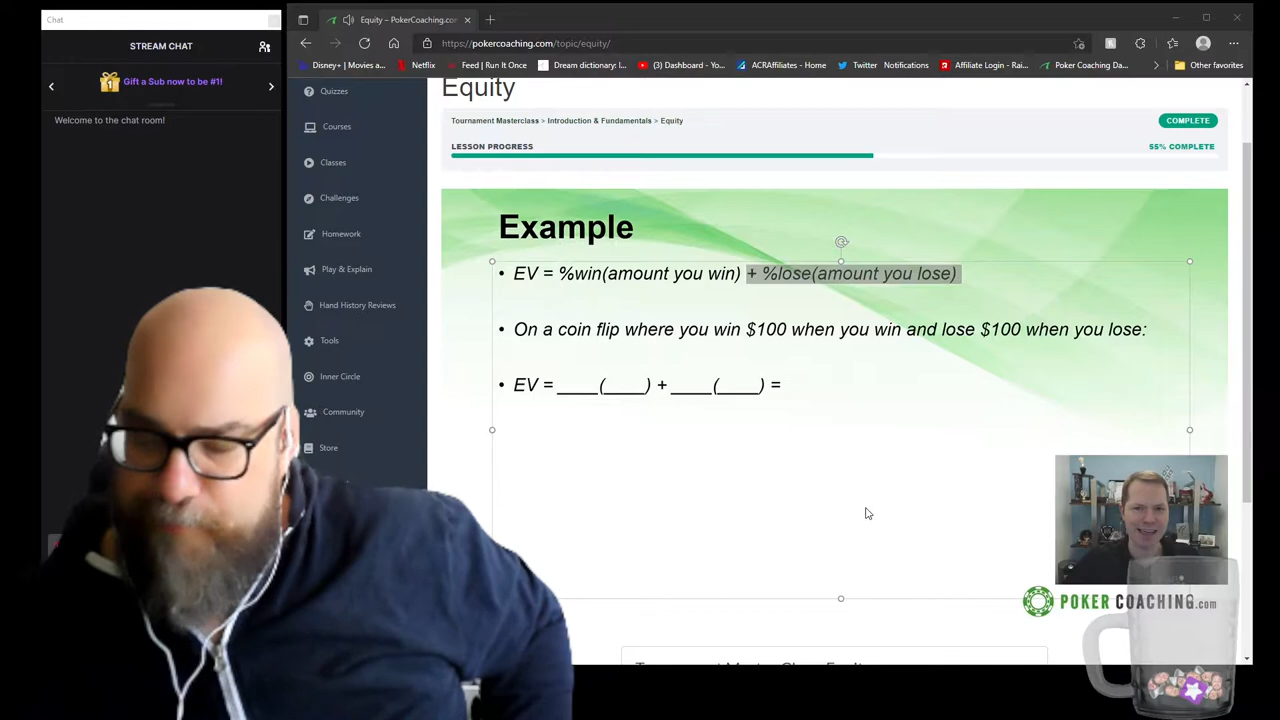 Chat
STREAM CHAT
1
Gift a Sub now to be #1!
Welcome to the chat room!
Equity – PokerCoaching.co
https://pokercoaching.com/topic/equity/
Disney+ | Movies a...
Netflix
Feed | Run It Once
Dream dictionary: I...
(3) Dashboard - Yo...
ACRAffiliates - Home
Twitter
Notifications
Affiliate Login - Rai...
Poker Coaching Da...
Other favorites
Quizzes
Courses
Classes
Challenges
Homework
Play & Explain
Hand History Reviews
Tools
Inner Circle
Community
Store
Equity
Tournament Masterclass > Introduction & Fundamentals > Equity
COMPLETE
LESSON PROGRESS
55% COMPLETE
Example
• EV = %win(amount you win) + %lose(amount you lose)
• On a coin flip where you win $100 when you win and lose $100 when you lose:
• EV = ____(____) + ____(____) =
POKER COACHING.com